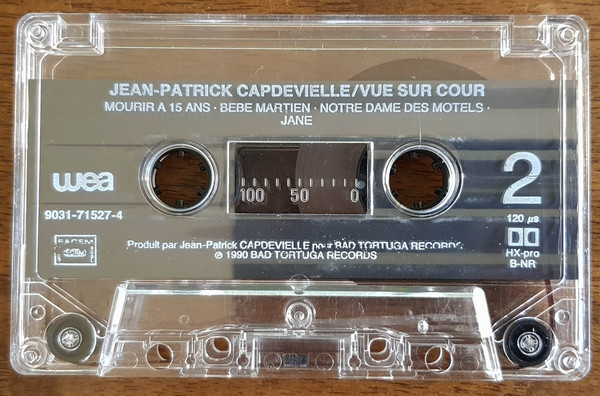 JEAN-PATRICK CAPDEVIELLE/VUE SUR COUR
MOURIR A 15 ANS · BEBE MARTIEN · NOTRE DAME DES MOTELS ·
JANE
wea
100 50 0
2
9031-71527-4
120 µs
SACEM
HX-pro
B-NR
Produit par Jean-Patrick CAPDEVIELLE pour BAD TORTUGA RECORDS.
℗ 1990 BAD TORTUGA RECORDS